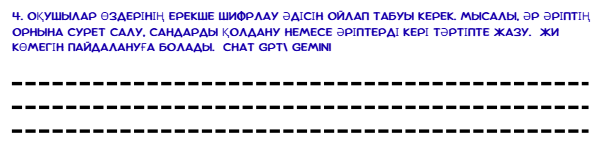 4. ОҚУШЫЛАР ӨЗДЕРІНІҢ ЕРЕКШЕ ШИФРЛАУ ӘДІСІН ОЙЛАП ТАБУЫ КЕРЕК. МЫСАЛЫ, ӘР ӘРІПТІҢ
ОРНЫНА СУРЕТ САЛУ, САНДАРДЫ ҚОЛДАНУ НЕМЕСЕ ӘРІПТЕРДІ КЕРІ ТӘРТІПТЕ ЖАЗУ. ЖИ
КӨМЕГІН ПАЙДАЛАНУҒА БОЛАДЫ. CHAT GPT\ GEMINI